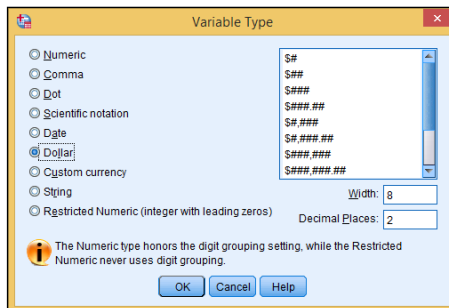 Variable Type
Numeric
Comma
Dot
Scientific notation
Date
Dollar
Custom currency
String
Restricted Numeric (integer with leading zeros)
$#
$##
$###
$###.##
$#,###
$#,###.##
$###,###
$###,###.##
Width: 8
Decimal Places: 2
The Numeric type honors the digit grouping setting, while the Restricted
Numeric never uses digit grouping.
OK Cancel Help